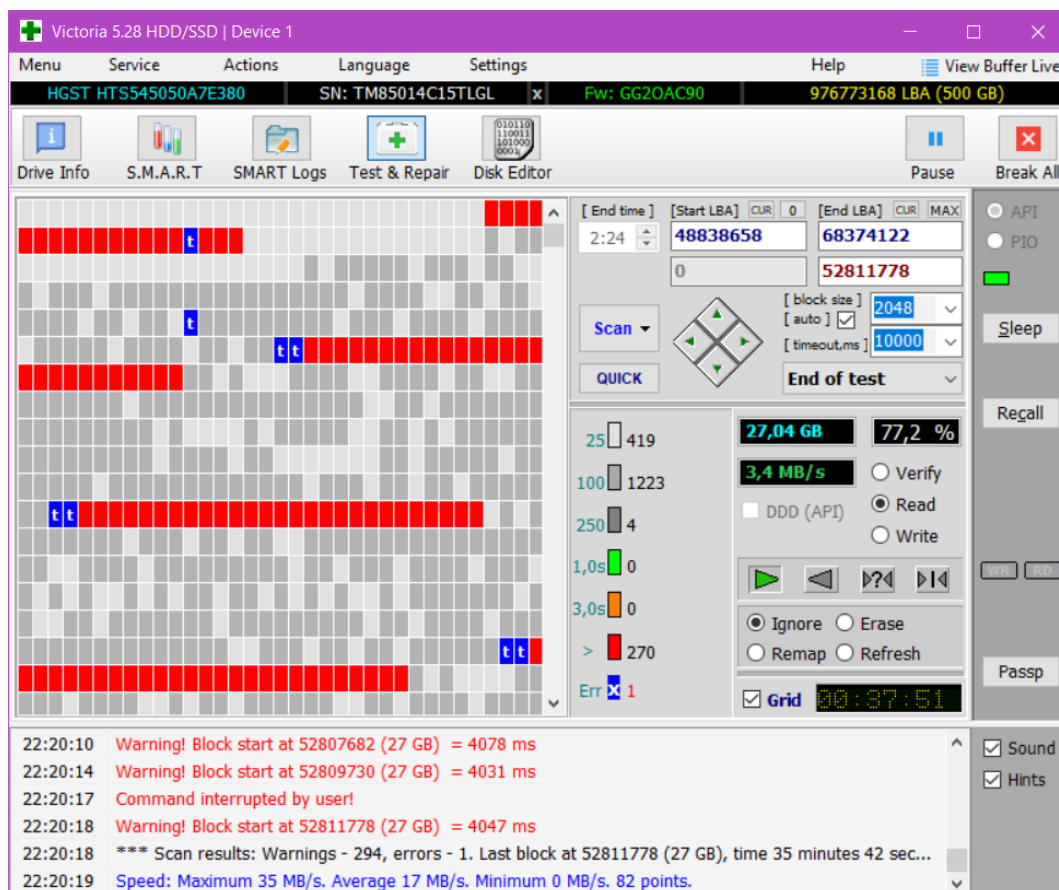 Victoria 5.28 HDD/SSD | Device 1
Menu Service Actions Language Settings Help View Buffer Live
HGST HTS545050A7E380 SN: TM85014C15TLGL x Fw: GG2OAC90 976773168 LBA (500 GB)
Drive Info S.M.A.R.T SMART Logs Test & Repair Disk Editor Pause Break All
[ End time ] [Start LBA] CUR 0 [End LBA] CUR MAX
2:24 48838658 68374122
0 52811778
API
PIO
t
t
t t
t t
t t
Scan
QUICK
[ block size ] 2048
[ auto ]
[ timeout,ms ] 10000
End of test
Sleep
Recall
25 419
100 1223
250 4
1,0s 0
3,0s 0
> 270
Err x 1
27,04 GB 77,2 %
3,4 MB/s
DDD (API)
Verify
Read
Write
?
WR RD
Ignore Erase
Remap Refresh
Grid 00:37:51
Passp
22:20:10 Warning! Block start at 52807682 (27 GB) = 4078 ms
22:20:14 Warning! Block start at 52809730 (27 GB) = 4031 ms
22:20:17 Command interrupted by user!
22:20:18 Warning! Block start at 52811778 (27 GB) = 4047 ms
22:20:18 *** Scan results: Warnings - 294, errors - 1. Last block at 52811778 (27 GB), time 35 minutes 42 sec...
22:20:19 Speed: Maximum 35 MB/s. Average 17 MB/s. Minimum 0 MB/s. 82 points.
Sound
Hints